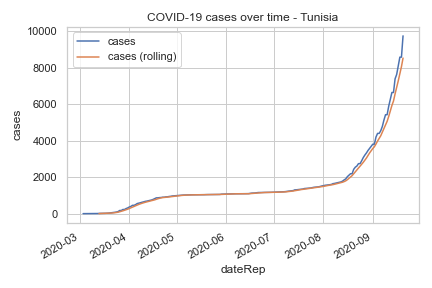 COVID-19 cases over time - Tunisia
cases
cases (rolling)
10000
8000
6000
4000
2000
0
cases
2020-03
2020-04
2020-05
2020-06
2020-07
2020-08
2020-09
dateRep